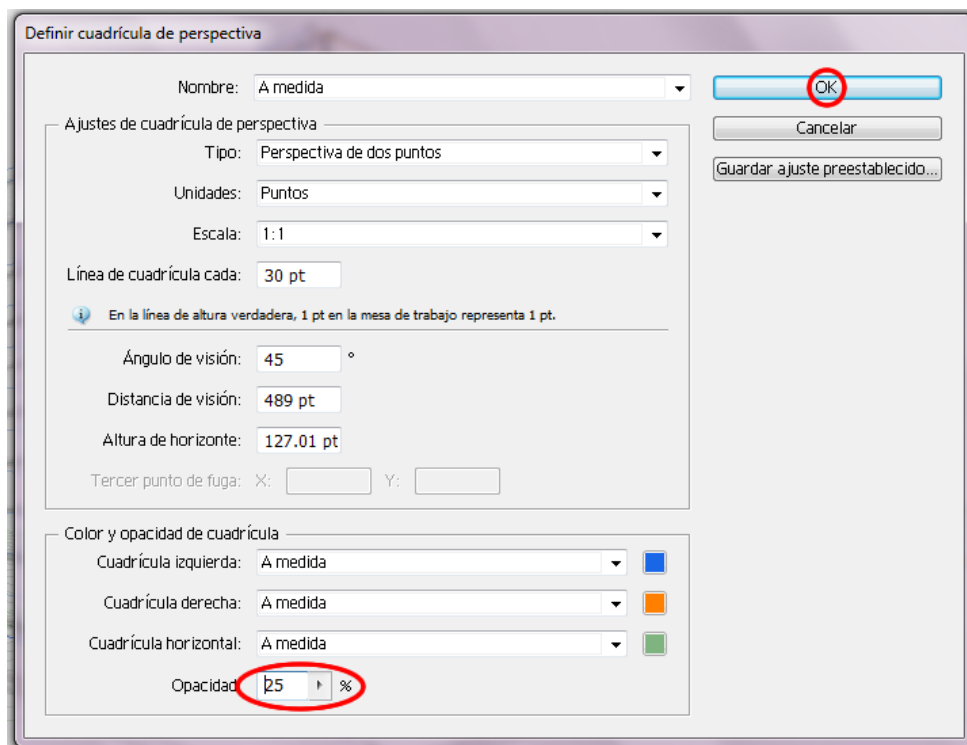 Definir cuadrícula de perspectiva
Nombre: A medida
OK
Cancelar
Guardar ajuste preestablecido...
Ajustes de cuadrícula de perspectiva
Tipo: Perspectiva de dos puntos
Unidades: Puntos
Escala: 1:1
Línea de cuadrícula cada: 30 pt
En la línea de altura verdadera, 1 pt en la mesa de trabajo representa 1 pt.
Ángulo de visión: 45 °
Distancia de visión: 489 pt
Altura de horizonte: 127.01 pt
Tercer punto de fuga: X: Y:
Color y opacidad de cuadrícula
Cuadrícula izquierda: A medida
Cuadrícula derecha: A medida
Cuadrícula horizontal: A medida
Opacidad 25 %